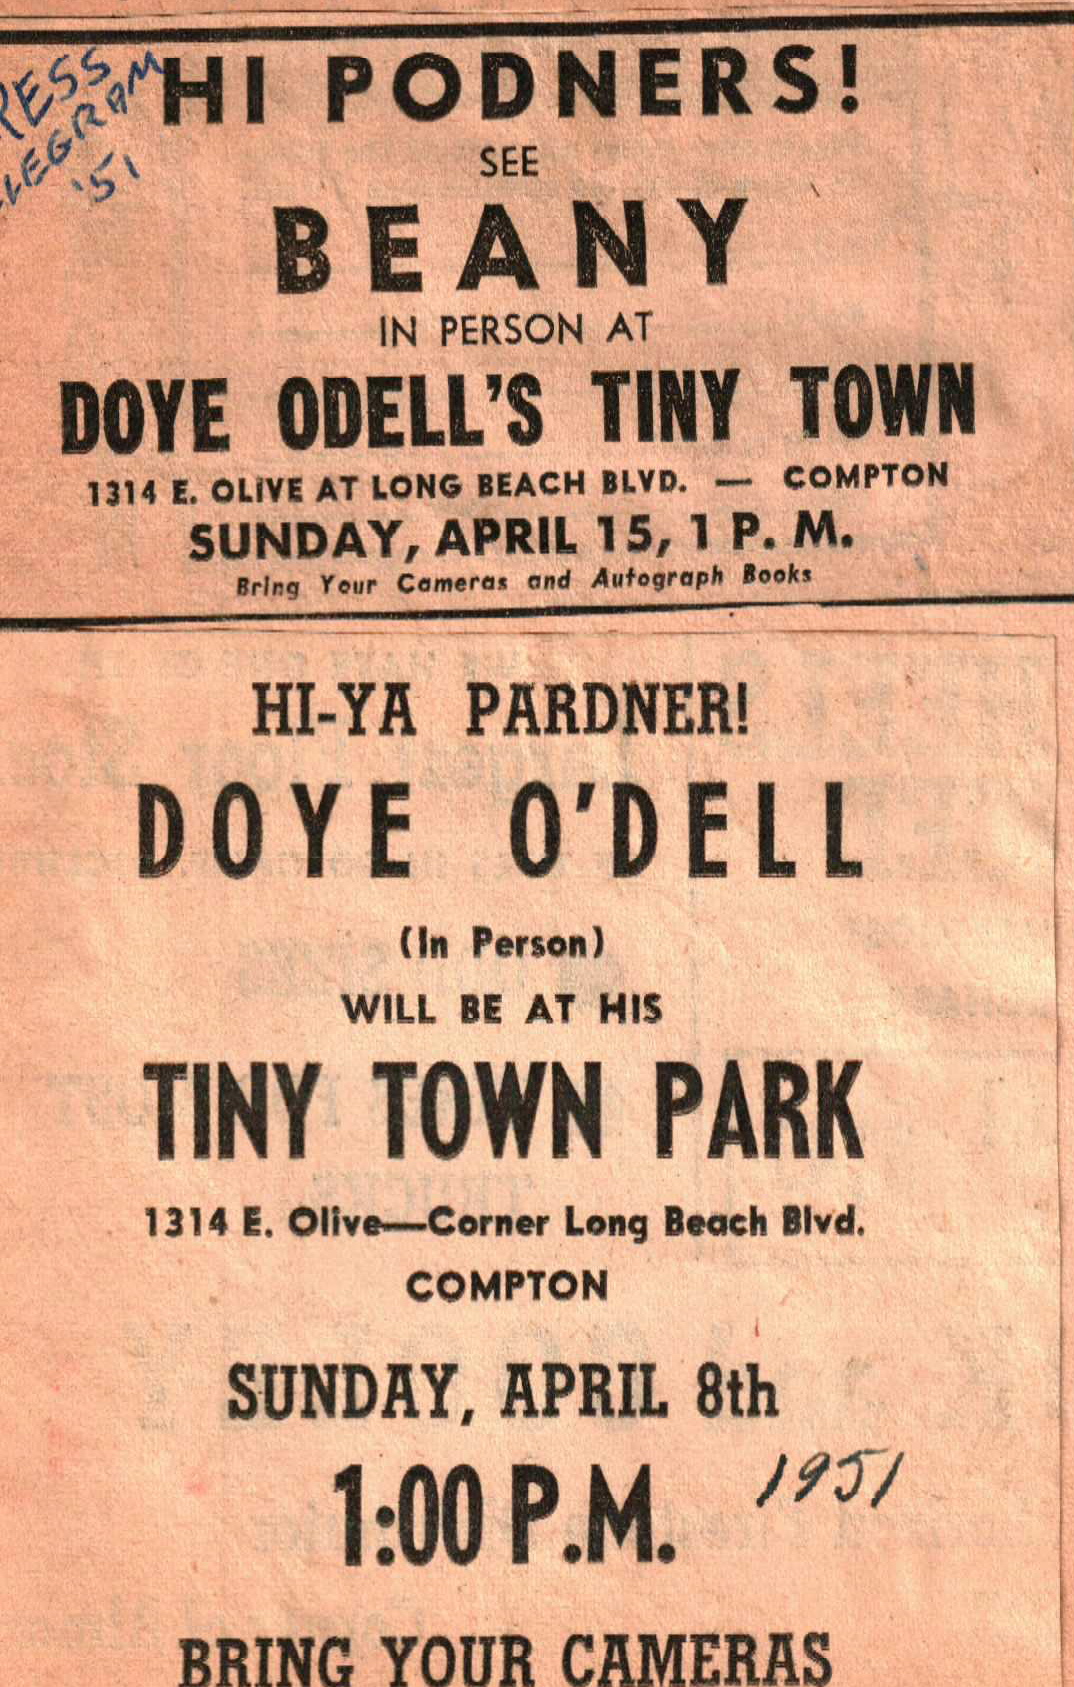 RESS
LEGRAM
'51
HI PODNERS!
SEE
BEANY
IN PERSON AT
DOYE ODELL'S TINY TOWN
1314 E. OLIVE AT LONG BEACH BLVD. — COMPTON
SUNDAY, APRIL 15, 1 P. M.
Bring Your Cameras and Autograph Books
HI-YA PARDNER!
DOYE O'DELL
(In Person)
WILL BE AT HIS
TINY TOWN PARK
1314 E. Olive—Corner Long Beach Blvd.
COMPTON
SUNDAY, APRIL 8th
1:00 P.M.
1951
BRING YOUR CAMERAS